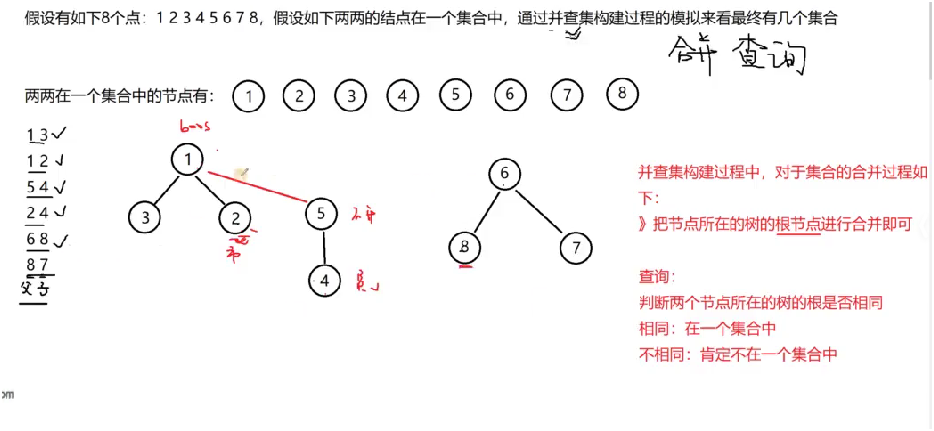 假设有如下8个点：1 2 3 4 5 6 7 8，假设如下两两的结点在一个集合中，通过并查集构建过程的模拟来看最终有几个集合
合并 查询
两两在一个集合中的节点有： 1 2 3 4 5 6 7 8
1 3
1 2
5 4
2 4
6 8
8 7
父 子
boss
1
3 2 5
4
6
8 7
并查集构建过程中，对于集合的合并过程如
下：
》把节点所在的树的根节点进行合并即可
查询：
判断两个节点所在的树的根是否相同
相同：在一个集合中
不相同：肯定不在一个集合中
om